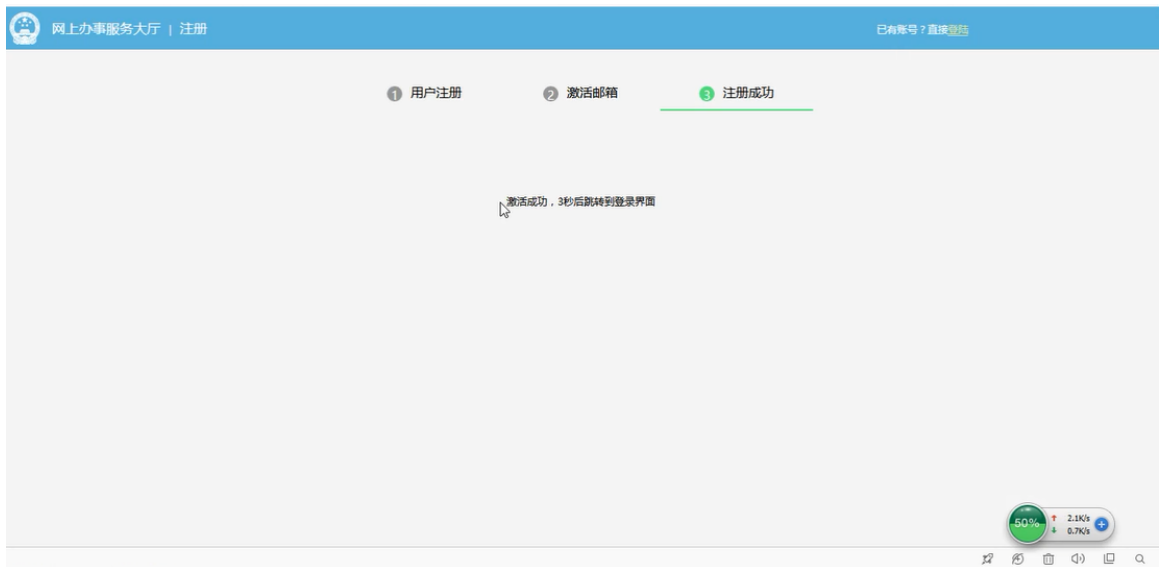 网上办事服务大厅 | 注册
已有账号？直接登陆
1 用户注册
2 激活邮箱
3 注册成功
激活成功，3秒后跳转到登录界面
50%
↑ 2.1K/s
↓ 0.7K/s